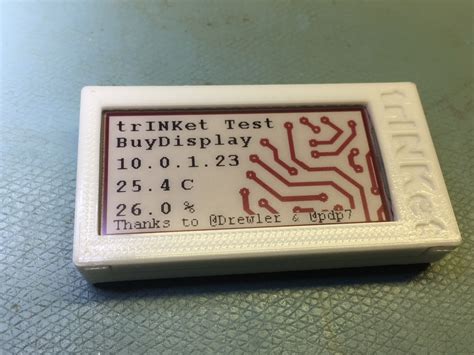 trINKet Test
BuyDisplay
10.0.1.23
25.4 C
26.0 %
Thanks to @Drewler & @pdp7
trINKet